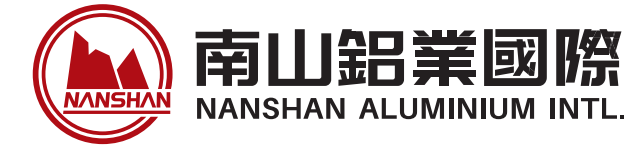 NANSHAN
南山鋁業國際
NANSHAN ALUMINIUM INTL.